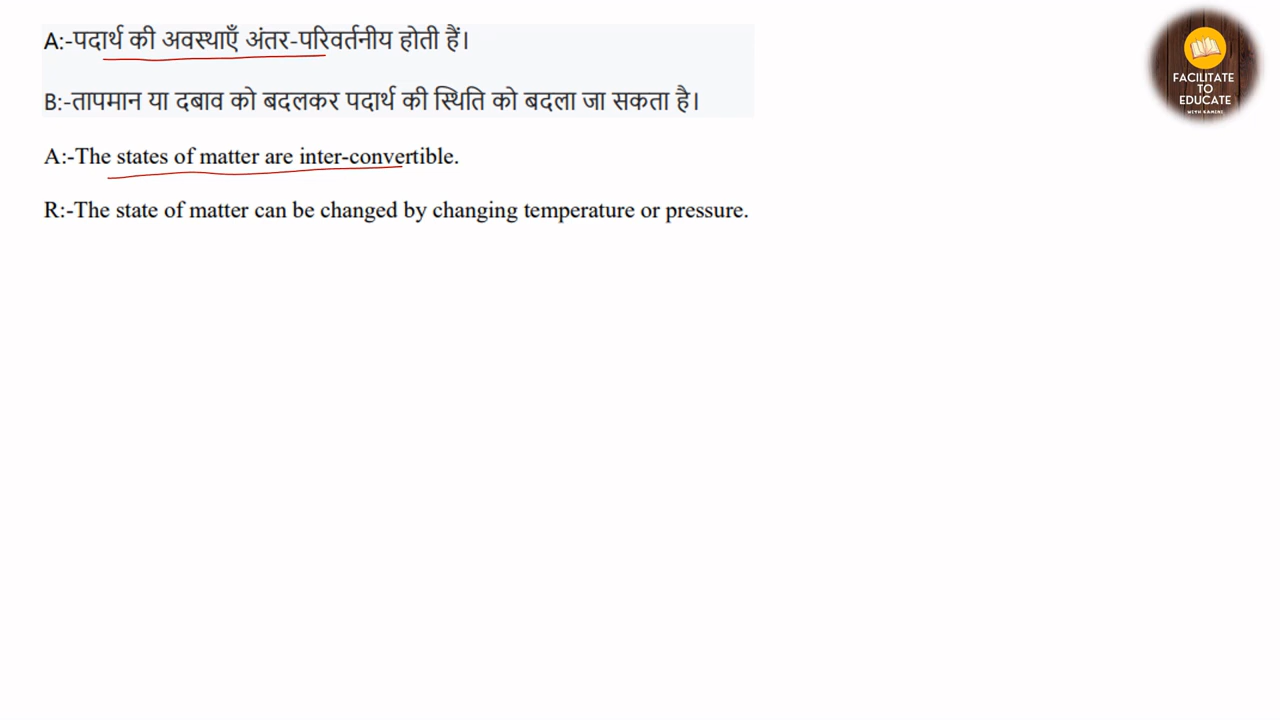 A:-पदार्थ की अवस्थाएँ अंतर-परिवर्तनीय होती हैं।
B:-तापमान या दबाव को बदलकर पदार्थ की स्थिति को बदला जा सकता है।
A:-The states of matter are inter-convertible.
R:-The state of matter can be changed by changing temperature or pressure.
FACILITATE
TO
EDUCATE